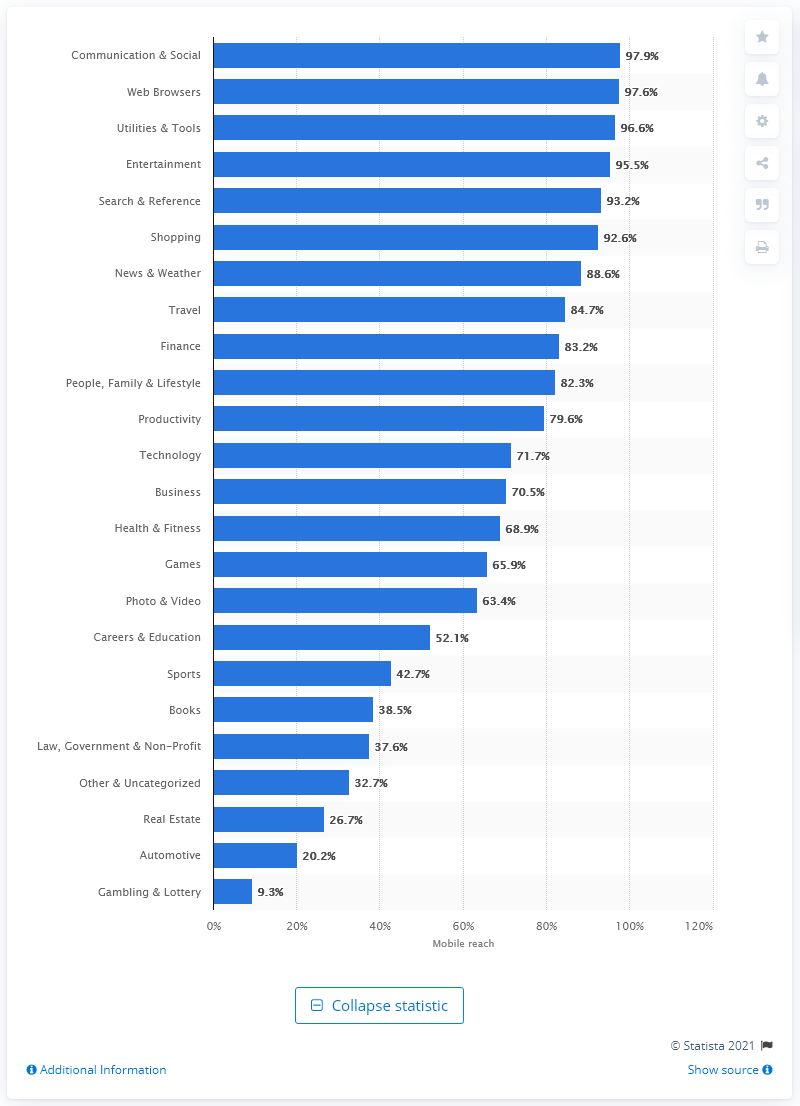 Communication & Social 97.9%
Web Browsers 97.6%
Utilities & Tools 96.6%
Entertainment 95.5%
Search & Reference 93.2%
Shopping 92.6%
News & Weather 88.6%
Travel 84.7%
Finance 83.2%
People, Family & Lifestyle 82.3%
Productivity 79.6%
Technology 71.7%
Business 70.5%
Health & Fitness 68.9%
Games 65.9%
Photo & Video 63.4%
Careers & Education 52.1%
Sports 42.7%
Books 38.5%
Law, Government & Non-Profit 37.6%
Other & Uncategorized 32.7%
Real Estate 26.7%
Automotive 20.2%
Gambling & Lottery 9.3%
0% 20% 40% 60% 80% 100% 120%
Mobile reach
Collapse statistic
© Statista 2021
Additional Information Show source